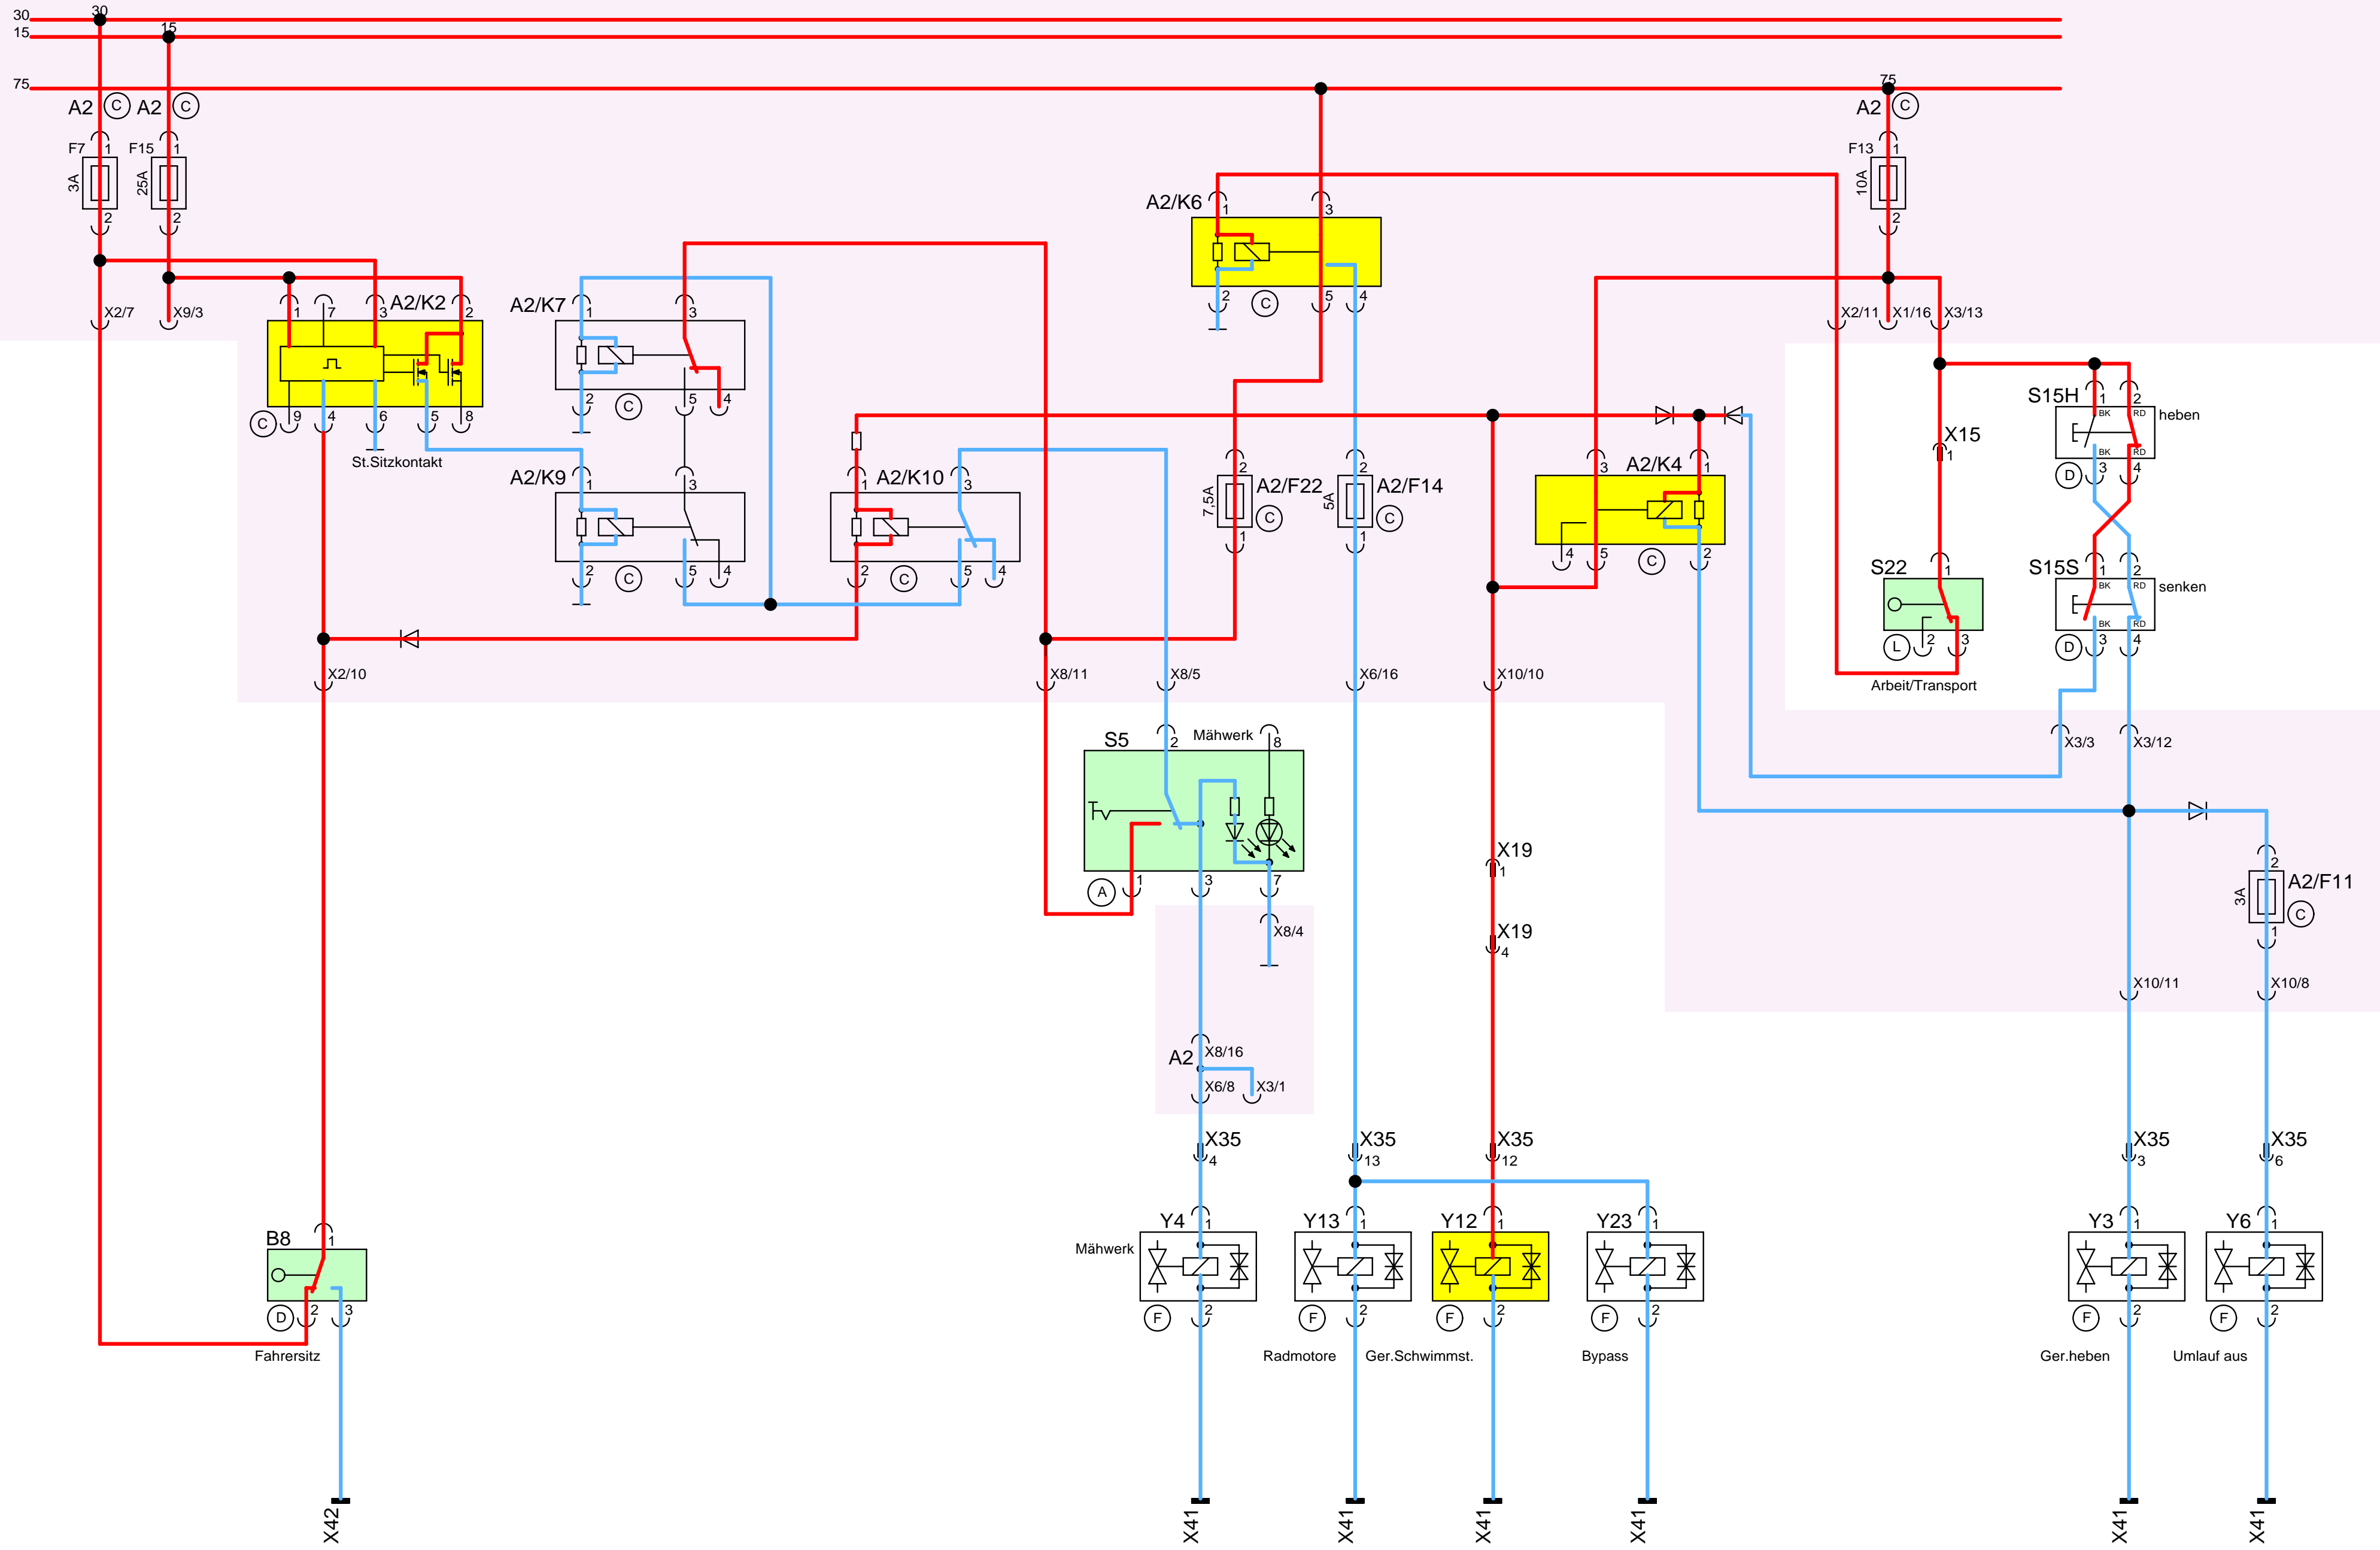 30
30
15
15
75
75
A2 C A2 C
A2 C
F7 1 F15 1
F13 1
3A 25A
10A
2 2
2
A2/K6 1 3
2 C 5 4
X2/7 X9/3
1 7 3 A2/K2 2
A2/K7 1 3
X2/11 X1/16 X3/13
C 9 4 6 5 8
St.Sitzkontakt
2 C 5 4
S15H 1 2
BK RD heben
BK RD
D 3 4
X15
1
A2/K9 1 3
2 C 5 4
1 A2/K10 3
2 C 5 4
2 A2/F22
7,5A C
1
2 A2/F14
5A C
1
3 A2/K4 1
4 5 C 2
S22 1
L 2 3
Arbeit/Transport
S15S 1 2
BK RD senken
BK RD
D 3 4
X2/10
X8/11 X8/5 X6/16 X10/10
X3/3 X3/12
S5 2 Mähwerk 8
A 1 3 7
X8/4
X19
1
X19
4
2
A2/F11
3A C
1
X10/11 X10/8
A2 X8/16
X6/8 X3/1
X35
4
X35
13
X35
12
X35
3
X35
6
B8 1
D 2 3
Fahrersitz
Y4 1
Mähwerk
F 2
Y13 1
F 2
Radmotore
Y12 1
F 2
Ger.Schwimmst.
Y23 1
F 2
Bypass
Y3 1
F 2
Ger.heben
Y6 1
F 2
Umlauf aus
X42 X41 X41 X41 X41 X41 X41